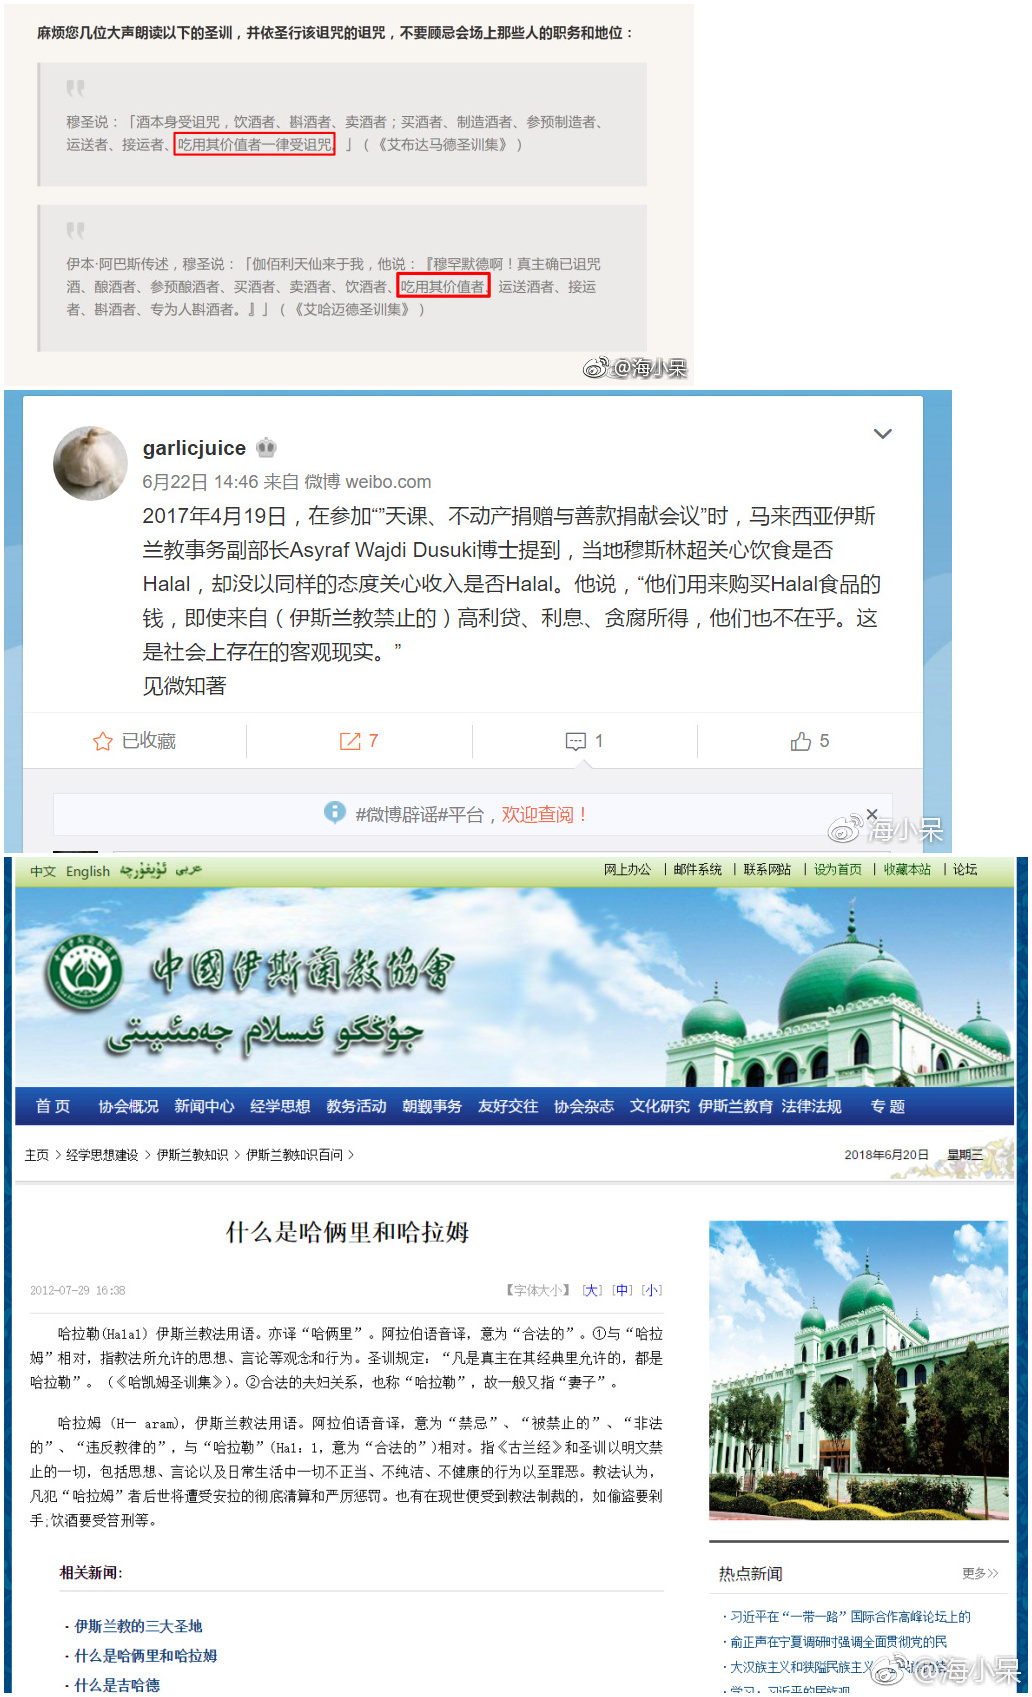 麻烦您几位大声朗读以下的圣训，并依圣行该诅咒的诅咒，不要顾忌会场上那些人的职务和地位：
穆圣说：「酒本身受诅咒，饮酒者、斟酒者、卖酒者；买酒者、制造酒者、参预制造者、
运送者、接运者、吃用其价值者一律受诅咒。」（《艾布达马德圣训集》）
伊本·阿巴斯传述，穆圣说：「伽佰利天仙来于我，他说：『穆罕默德啊！真主确已诅咒
酒、酿酒者、参预酿酒者、买酒者、卖酒者、饮酒者、吃用其价值者、运送酒者、接运
者、斟酒者、专为人斟酒者。』」（《艾哈迈德圣训集》）
@海小呆
garlicjuice
6月22日 14:46 来自 微博 weibo.com
2017年4月19日，在参加“”天课、不动产捐赠与善款捐献会议”时，马来西亚伊斯
兰教事务副部长Asyraf Wajdi Dusuki博士提到，当地穆斯林超关心饮食是否
Halal，却没以同样的态度关心收入是否Halal。他说，“他们用来购买Halal食品的
钱，即使来自（伊斯兰教禁止的）高利贷、利息、贪腐所得，他们也不在乎。这
是社会上存在的客观现实。”
见微知著
已收藏 7 1 5
#微博辟谣#平台，欢迎查阅！ ×
海小呆
中文 English ئۇيغۇرچە عربي 网上办公 | 邮件系统 | 联系网站 | 设为首页 | 收藏本站 | 论坛
中國伊斯蘭教協會
جۇڭگو ئىسلام جەمئىيىتى
首 页 协会概况 新闻中心 经学思想 教务活动 朝觐事务 友好交往 协会杂志 文化研究 伊斯兰教育 法律法规 专 题
主页 > 经学思想建设 > 伊斯兰教知识 > 伊斯兰教知识百问 > 2018年6月20日 星期三
什么是哈俩里和哈拉姆
2012-07-29 16:38 【字体大小】 [大] [中] [小]
哈拉勒(Halal) 伊斯兰教法用语。亦译“哈俩里”。阿拉伯语音译，意为“合法的”。①与“哈拉
姆”相对，指教法所允许的思想、言论等观念和行为。圣训规定：“凡是真主在其经典里允许的，都是
哈拉勒”。（《哈凯姆圣训集》）。②合法的夫妇关系，也称“哈拉勒”，故一般又指“妻子”。
哈拉姆 (H一 aram)，伊斯兰教法用语。阿拉伯语音译，意为“禁忌”、“被禁止的”、“非法
的”、“违反教律的”，与“哈拉勒”(Hal：1，意为“合法的”)相对。指《古兰经》和圣训以明文禁
止的一切，包括思想、言论以及日常生活中一切不正当、不纯洁、不健康的行为以至罪恶。教法认为，
凡犯“哈拉姆”者后世将遭受安拉的彻底清算和严厉惩罚。也有在现世便受到教法制裁的，如偷盗要剁
手;饮酒要受笞刑等。
相关新闻：
· 伊斯兰教的三大圣地
· 什么是哈俩里和哈拉姆
· 什么是吉哈德
热点新闻 更多>>
· 习近平在“一带一路”国际合作高峰论坛上的
· 俞正声在宁夏调研时强调全面贯彻党的民
· 大汉族主义和狭隘民族主义
· 学习：习近平的民族观
@海小呆